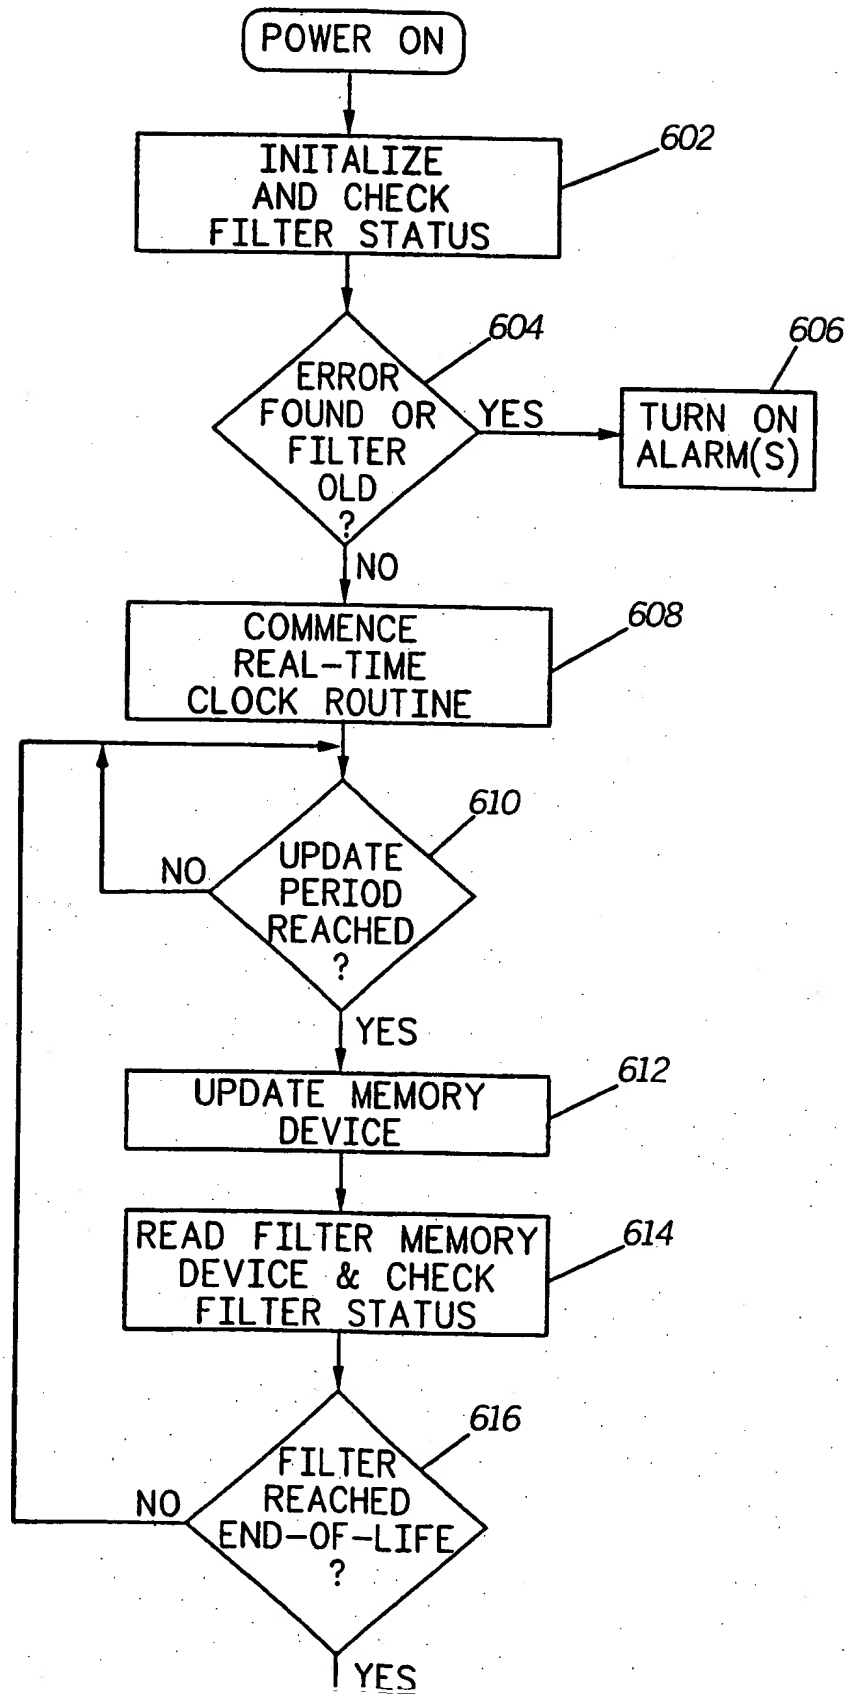 POWER ON
602
INITALIZE
AND CHECK
FILTER STATUS
604
606
ERROR
FOUND OR
FILTER
OLD
?
YES
TURN ON
ALARM(S)
NO
608
COMMENCE
REAL-TIME
CLOCK ROUTINE
610
NO
UPDATE
PERIOD
REACHED
?
YES
612
UPDATE MEMORY
DEVICE
614
READ FILTER MEMORY
DEVICE & CHECK
FILTER STATUS
616
NO
FILTER
REACHED
END-OF-LIFE
?
YES